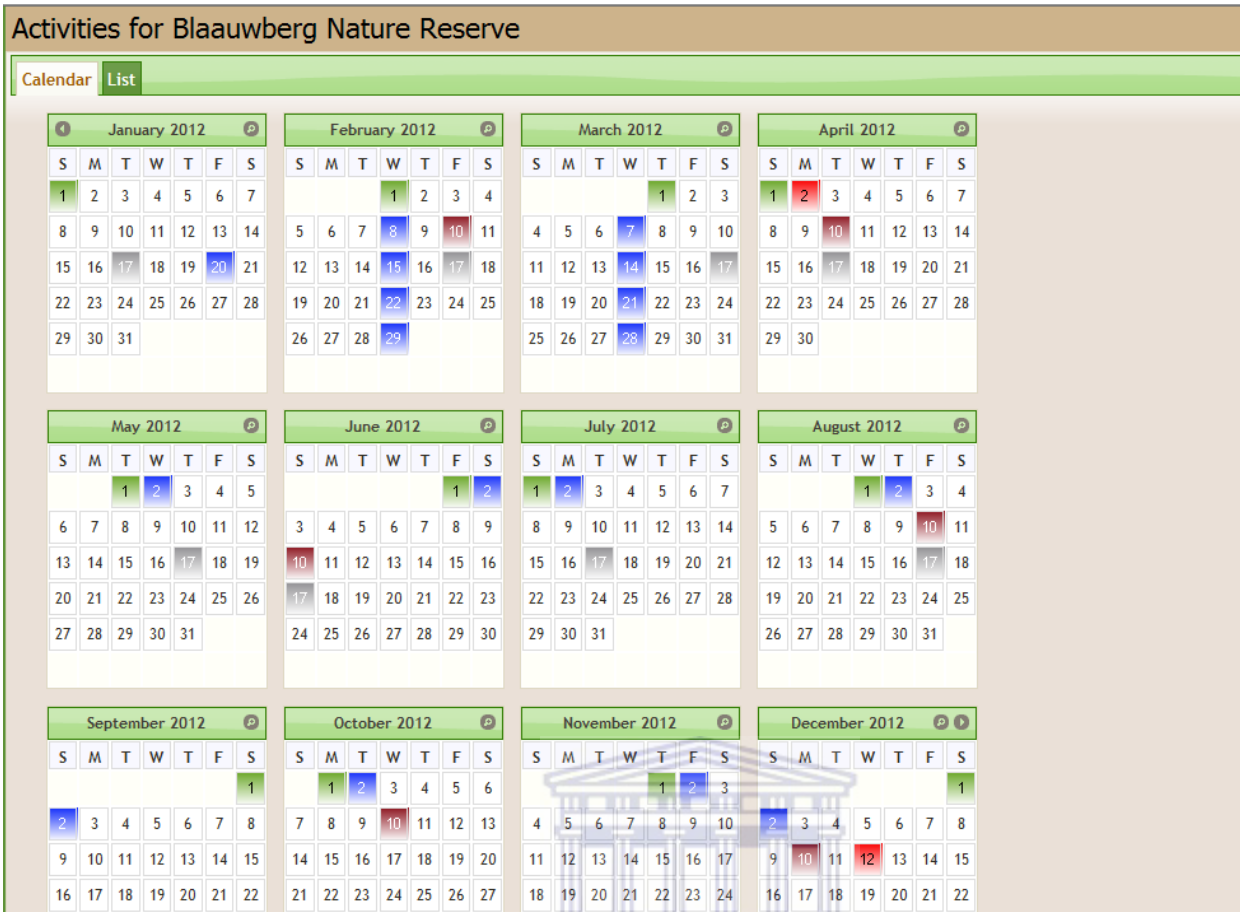 Activities for Blaauwberg Nature Reserve
Calendar List
January 2012 February 2012 March 2012 April 2012
S M T W T F S S M T W T F S S M T W T F S S M T W T F S
1 2 3 4 5 6 7 1 2 3 4 1 2 3 1 2 3 4 5 6 7
8 9 10 11 12 13 14 5 6 7 8 9 10 11 4 5 6 7 8 9 10 8 9 10 11 12 13 14
15 16 17 18 19 20 21 12 13 14 15 16 17 18 11 12 13 14 15 16 17 15 16 17 18 19 20 21
22 23 24 25 26 27 28 19 20 21 22 23 24 25 18 19 20 21 22 23 24 22 23 24 25 26 27 28
29 30 31 26 27 28 29 25 26 27 28 29 30 31 29 30
May 2012 June 2012 July 2012 August 2012
S M T W T F S S M T W T F S S M T W T F S S M T W T F S
1 2 3 4 5 1 2 1 2 3 4 5 6 7 1 2 3 4
6 7 8 9 10 11 12 3 4 5 6 7 8 9 8 9 10 11 12 13 14 5 6 7 8 9 10 11
13 14 15 16 17 18 19 10 11 12 13 14 15 16 15 16 17 18 19 20 21 12 13 14 15 16 17 18
20 21 22 23 24 25 26 17 18 19 20 21 22 23 22 23 24 25 26 27 28 19 20 21 22 23 24 25
27 28 29 30 31 24 25 26 27 28 29 30 29 30 31 26 27 28 29 30 31
September 2012 October 2012 November 2012 December 2012
S M T W T F S S M T W T F S S M T W T F S S M T W T F S
1 1 2 3 4 5 6 1 2 3 1
2 3 4 5 6 7 8 7 8 9 10 11 12 13 4 5 6 7 8 9 10 2 3 4 5 6 7 8
9 10 11 12 13 14 15 14 15 16 17 18 19 20 11 12 13 14 15 16 17 9 10 11 12 13 14 15
16 17 18 19 20 21 22 21 22 23 24 25 26 27 18 19 20 21 22 23 24 16 17 18 19 20 21 22